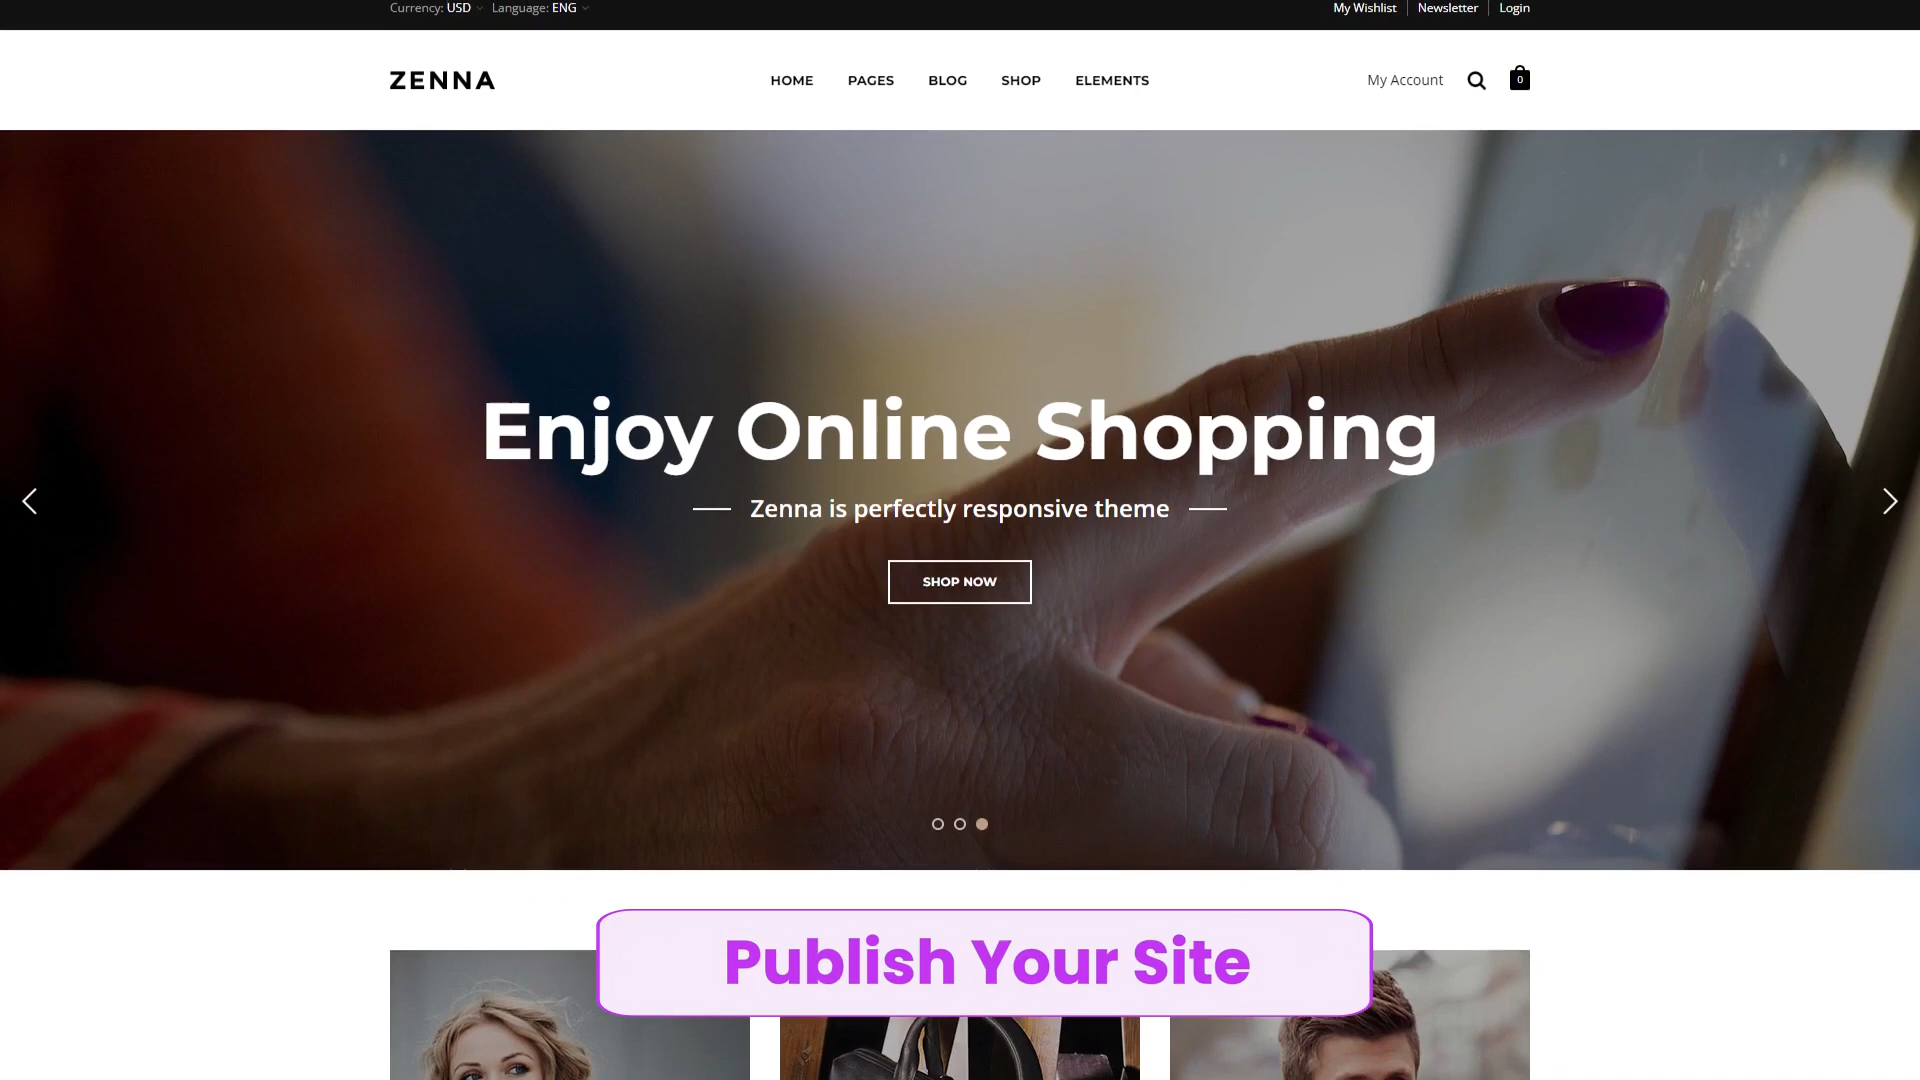 Currency: USD Language: ENG My Wishlist Newsletter Login
ZENNA HOME PAGES BLOG SHOP ELEMENTS My Account 0
Enjoy Online Shopping
Zenna is perfectly responsive theme
SHOP NOW
Publish Your Site